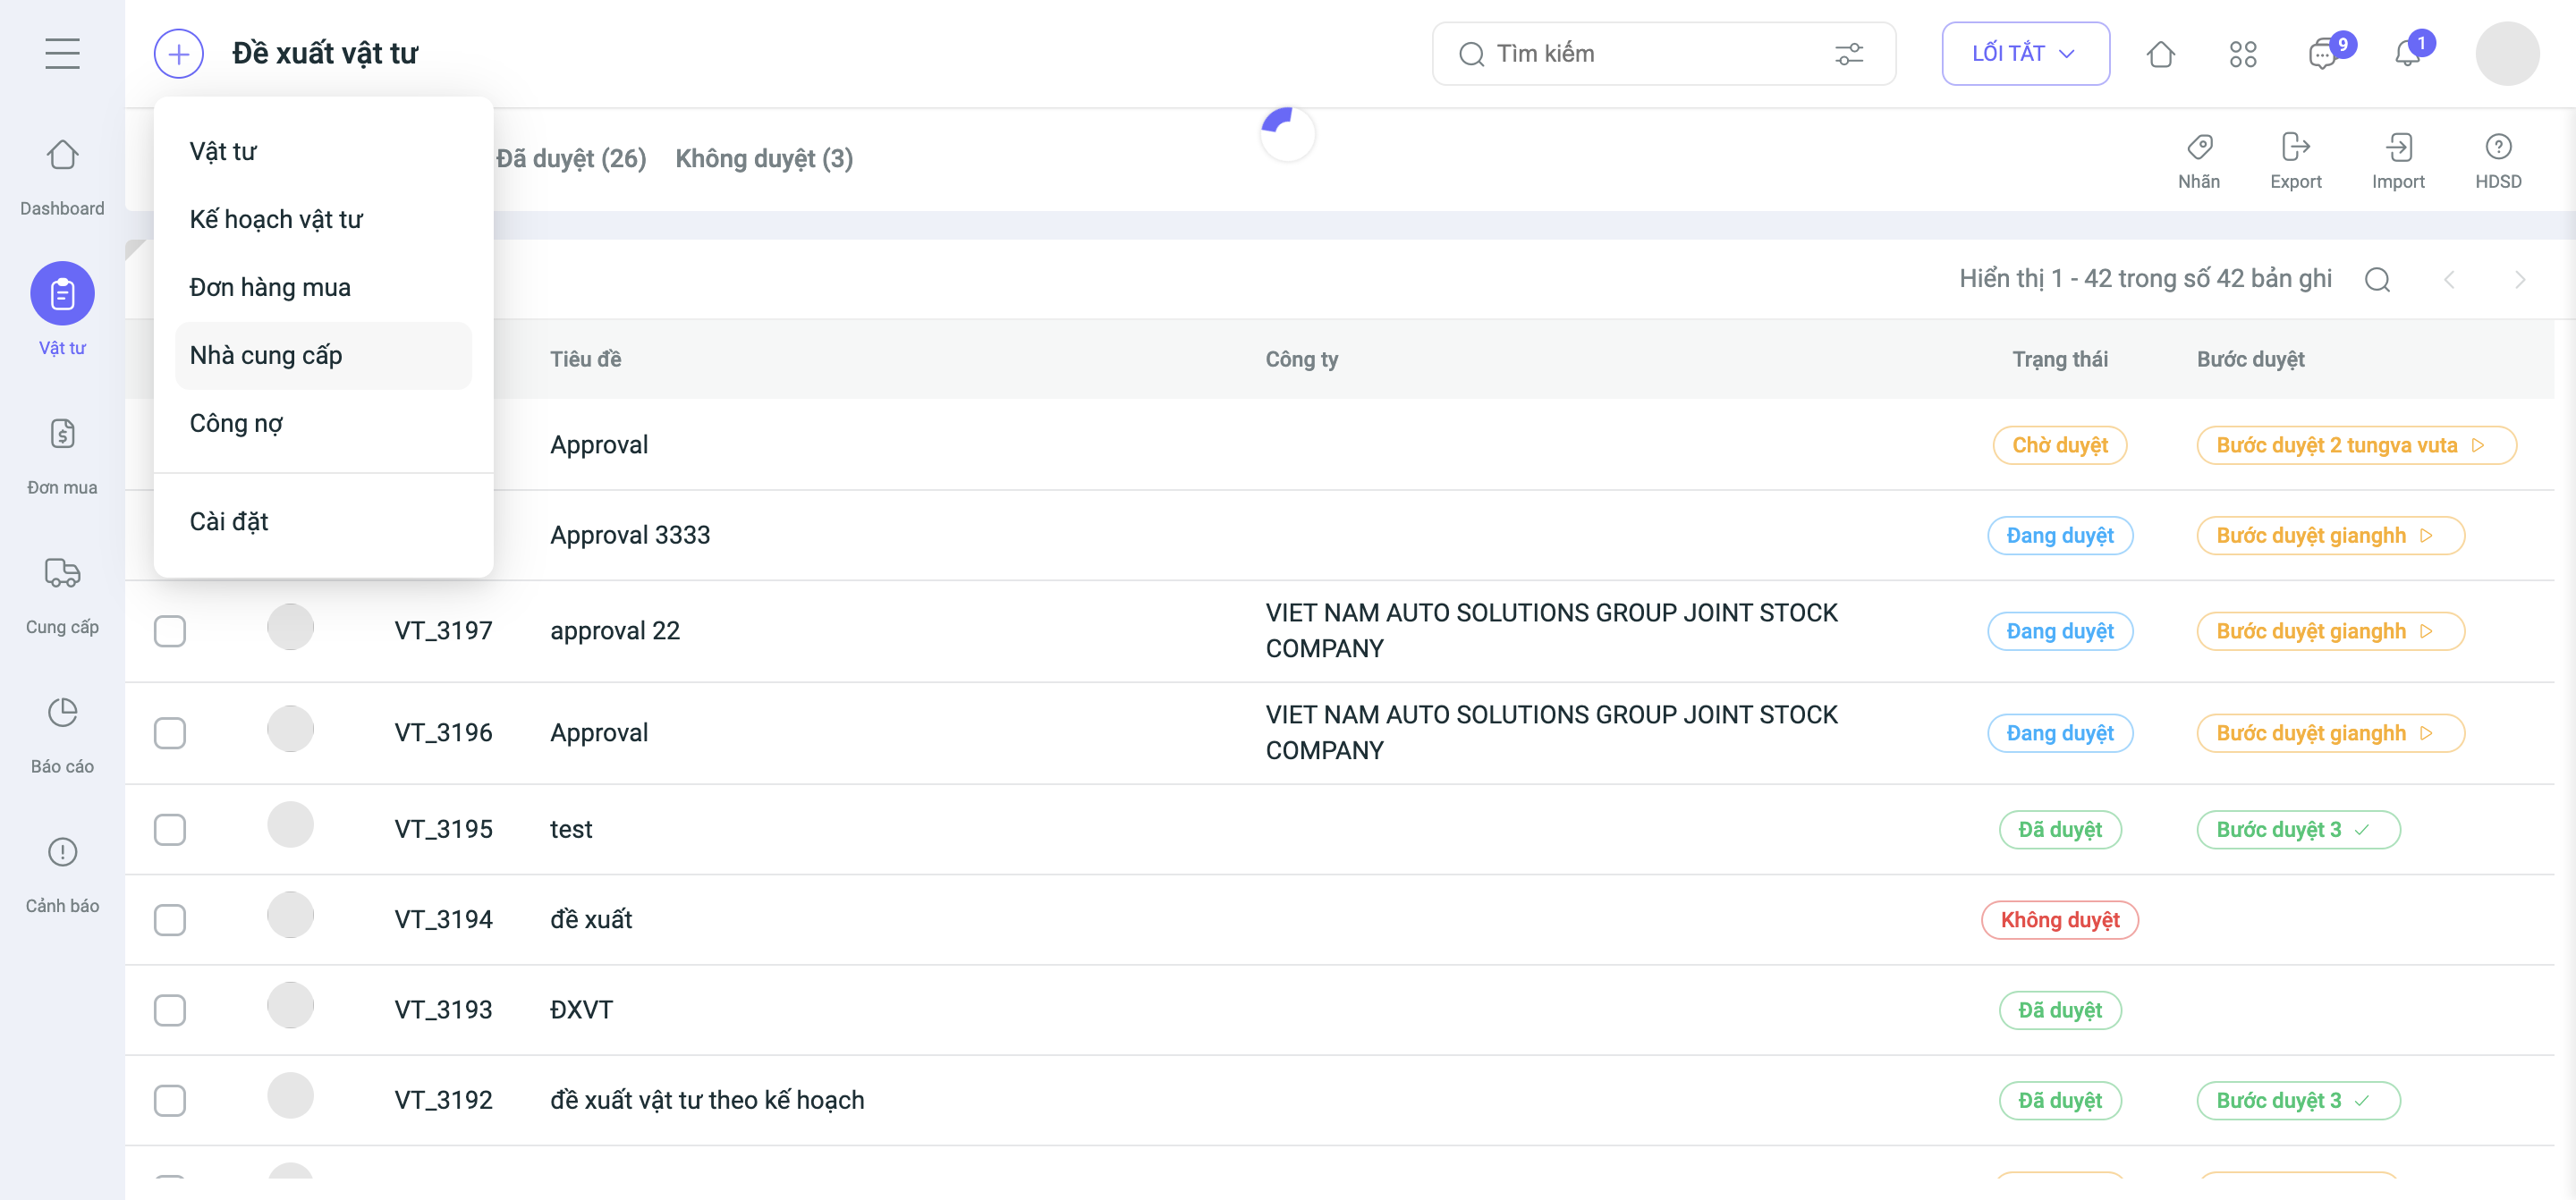 Đề xuất vật tư
Tìm kiếm
LỐI TẮT
9
1
Dashboard
Vật tư
Đơn mua
Cung cấp
Báo cáo
Cảnh báo
Vật tư
Kế hoạch vật tư
Đơn hàng mua
Nhà cung cấp
Công nợ
Cài đặt
Đã duyệt (26)
Không duyệt (3)
Nhãn
Export
Import
HDSD
Hiển thị 1 - 42 trong số 42 bản ghi
Tiêu đề
Công ty
Trạng thái
Bước duyệt
Approval
Chờ duyệt
Bước duyệt 2 tungva vuta
Approval 3333
Đang duyệt
Bước duyệt gianghh
VT_3197
approval 22
VIET NAM AUTO SOLUTIONS GROUP JOINT STOCK
COMPANY
Đang duyệt
Bước duyệt gianghh
VT_3196
Approval
VIET NAM AUTO SOLUTIONS GROUP JOINT STOCK
COMPANY
Đang duyệt
Bước duyệt gianghh
VT_3195
test
Đã duyệt
Bước duyệt 3
VT_3194
đề xuất
Không duyệt
VT_3193
ĐXVT
Đã duyệt
VT_3192
đề xuất vật tư theo kế hoạch
Đã duyệt
Bước duyệt 3